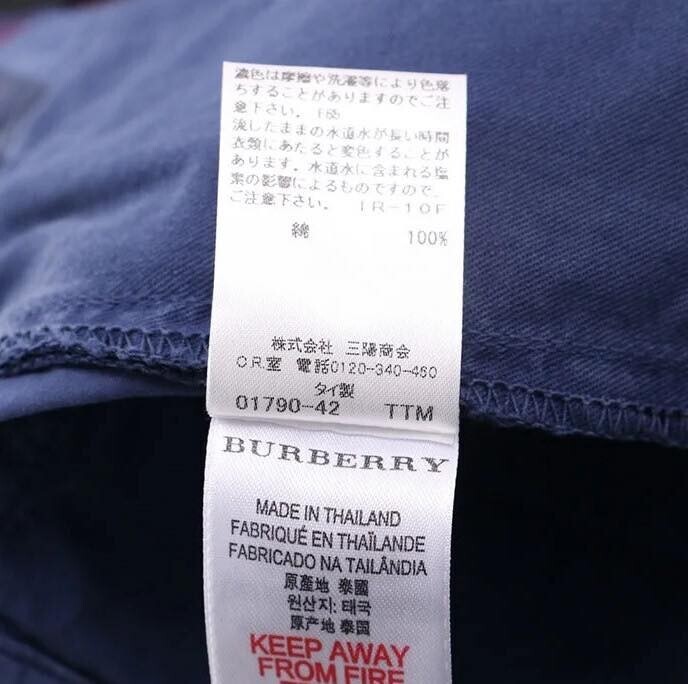 濃色は摩擦や洗濯等により色落
ちすることがありますのでご注
意下さい。 F65
流したままの水道水が長い時間
衣類にあたると変色することが
あります。水道水に含まれる塩
素の影響によるものですので、
ご注意下さい。 IR-10F
綿 100%
株式会社 三陽商会
C.R.室 電話0120-340-460
タイ製
01790-42 TTM
BURBERRY
MADE IN THAILAND
FABRIQUÉ EN THAÏLANDE
FABRICADO NA TAILÂNDIA
原產地 泰國
원산지: 태국
原产地 泰国
KEEP AWAY
FROM FIRE